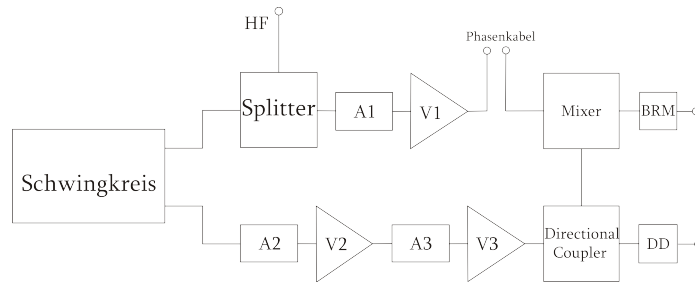 HF
Phasenkabel
Splitter
A1
V1
Mixer
BRM
Schwingkreis
A2
V2
A3
V3
Directional
Coupler
DD